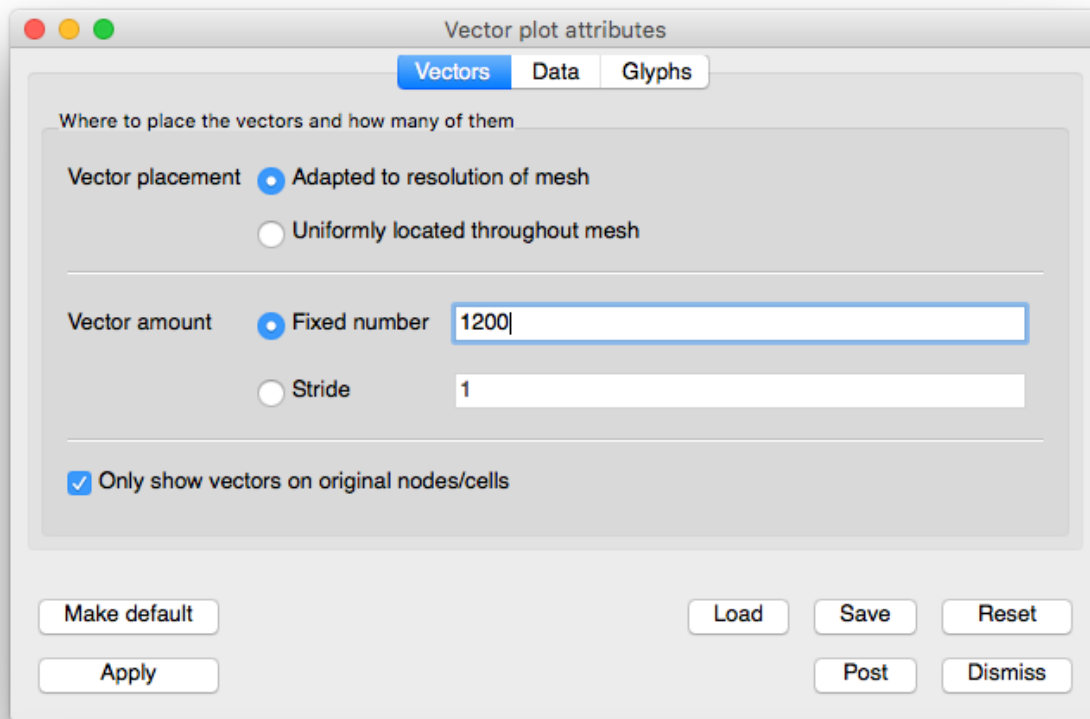 Vector plot attributes
Vectors Data Glyphs
Where to place the vectors and how many of them
Vector placement Adapted to resolution of mesh
Uniformly located throughout mesh
Vector amount Fixed number 1200
Stride 1
Only show vectors on original nodes/cells
Make default Load Save Reset
Apply Post Dismiss